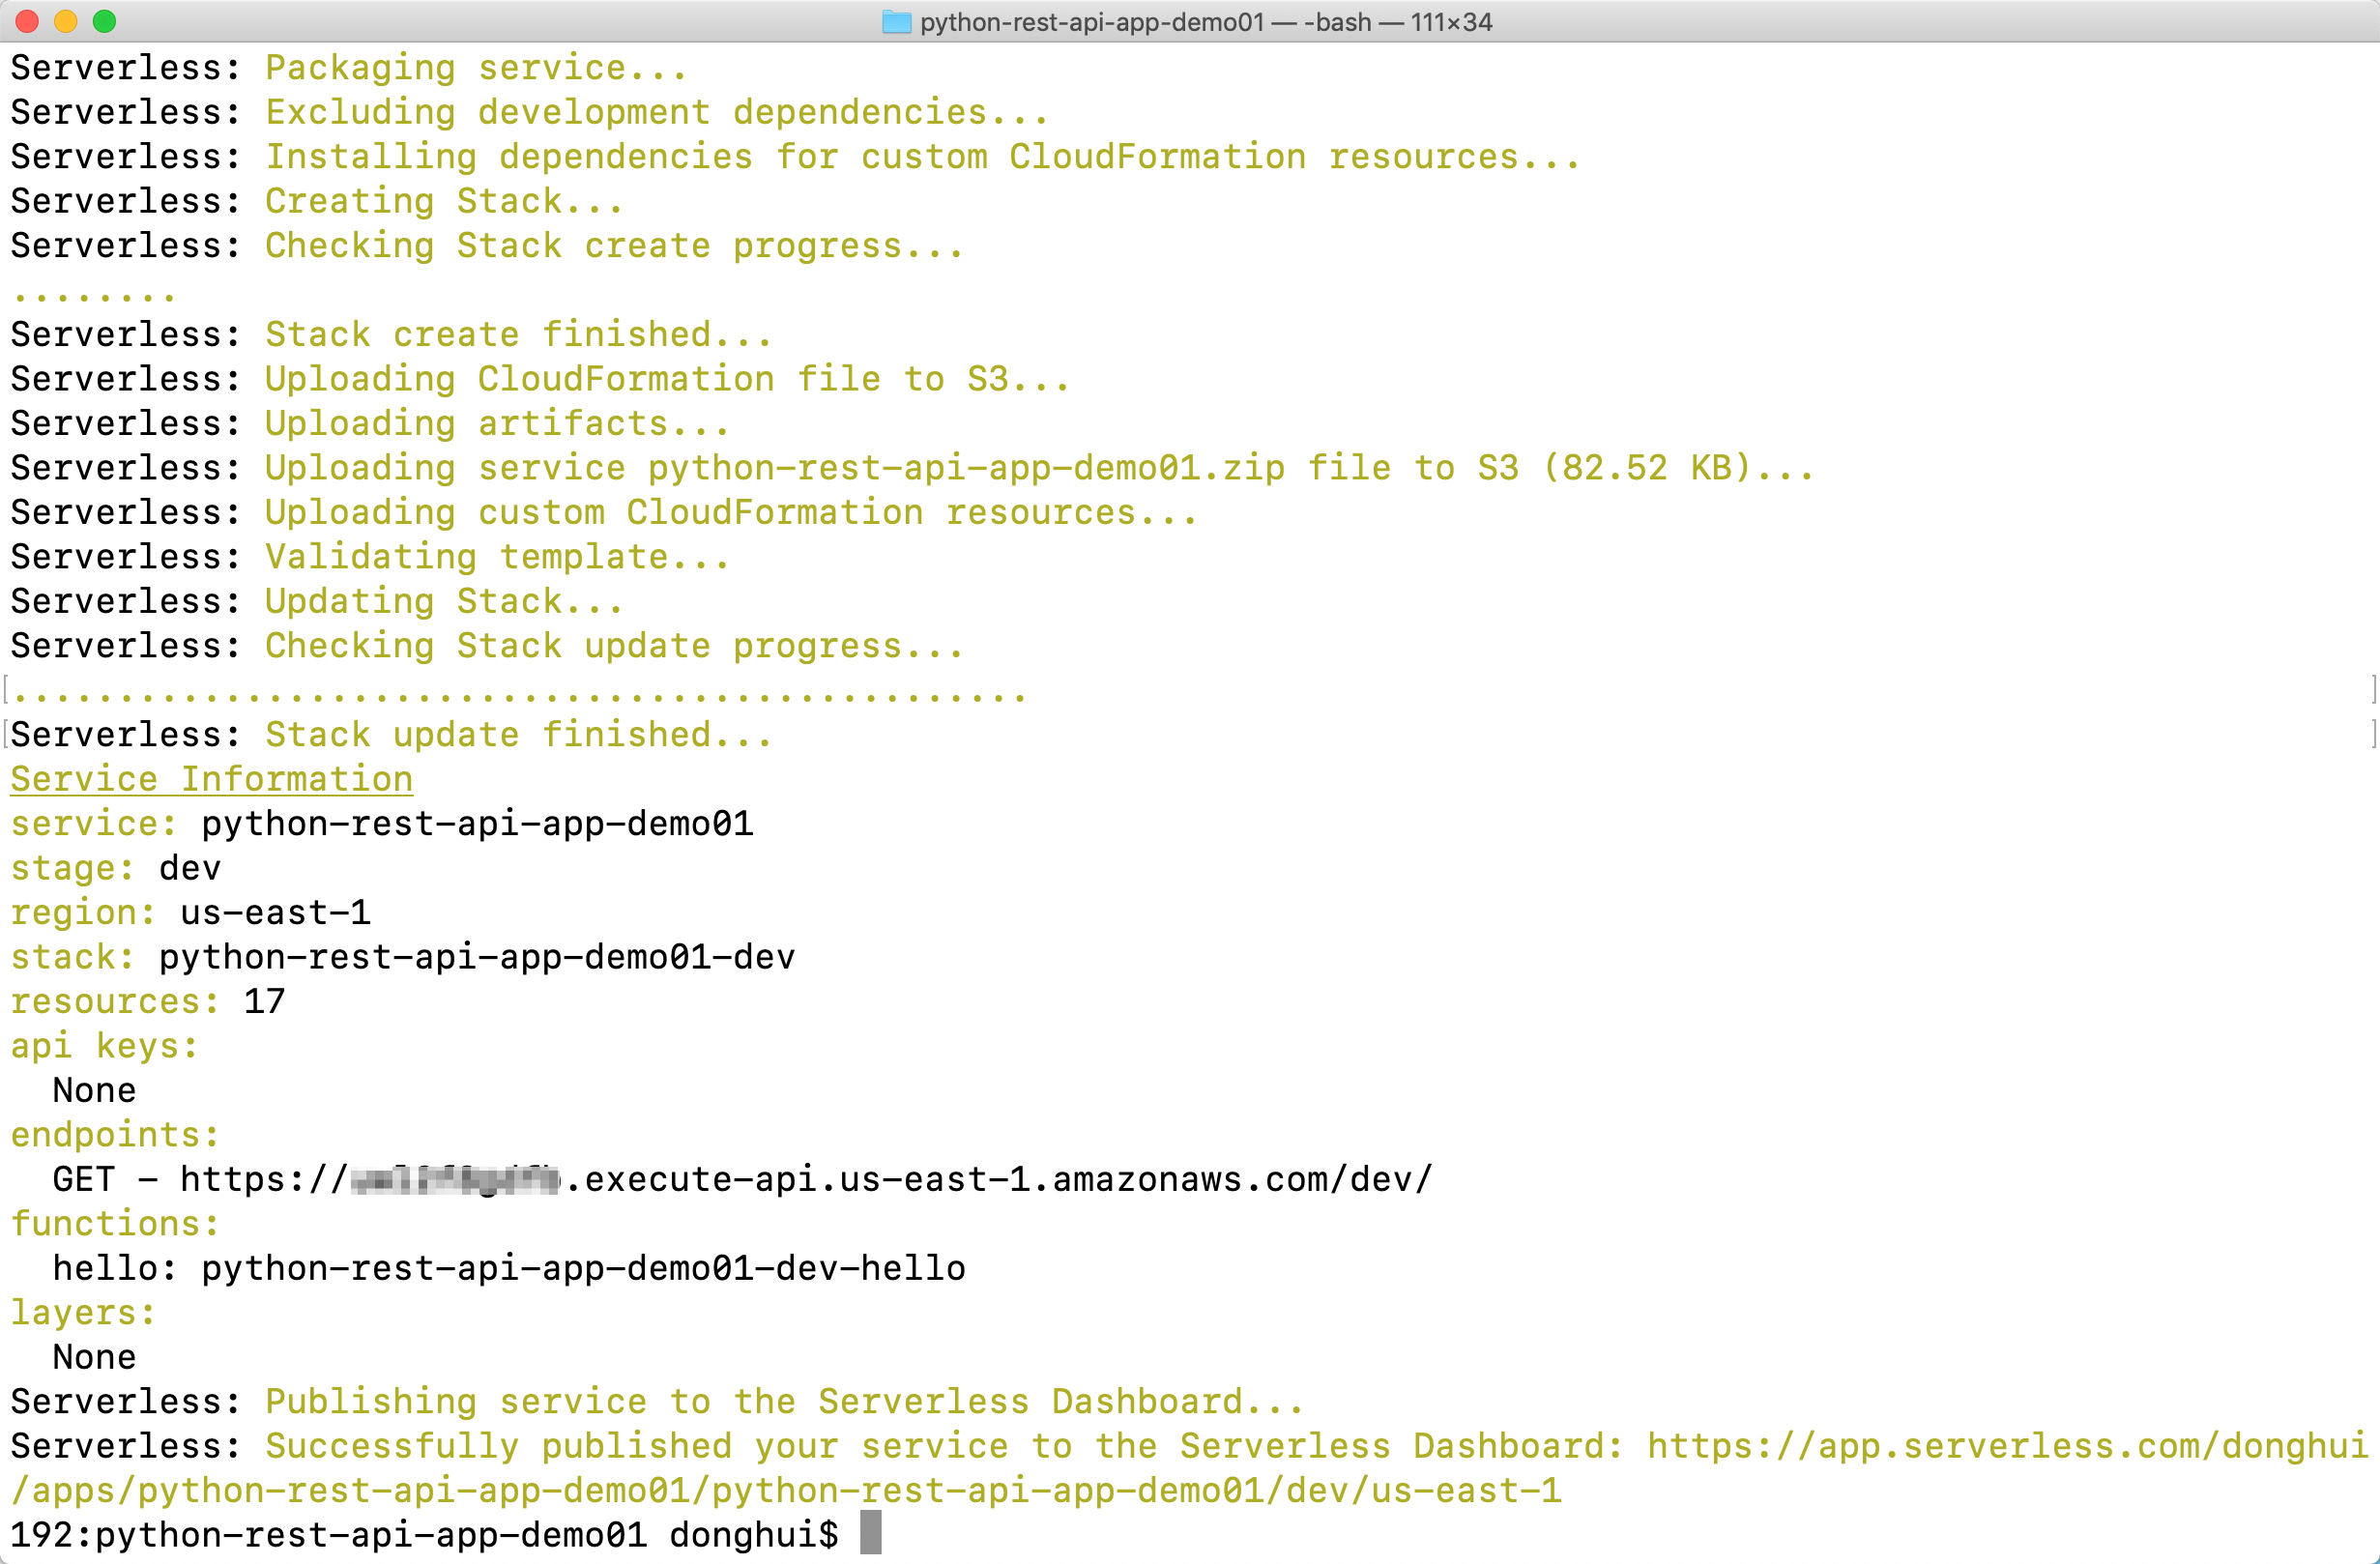 python-rest-api-app-demo01 — -bash — 111×34
Serverless: Packaging service...
Serverless: Excluding development dependencies...
Serverless: Installing dependencies for custom CloudFormation resources...
Serverless: Creating Stack...
Serverless: Checking Stack create progress...
........
Serverless: Stack create finished...
Serverless: Uploading CloudFormation file to S3...
Serverless: Uploading artifacts...
Serverless: Uploading service python-rest-api-app-demo01.zip file to S3 (82.52 KB)...
Serverless: Uploading custom CloudFormation resources...
Serverless: Validating template...
Serverless: Updating Stack...
Serverless: Checking Stack update progress...
................................................
Serverless: Stack update finished...
Service Information
service: python-rest-api-app-demo01
stage: dev
region: us-east-1
stack: python-rest-api-app-demo01-dev
resources: 17
api keys:
  None
endpoints:
  GET - https://.execute-api.us-east-1.amazonaws.com/dev/
functions:
  hello: python-rest-api-app-demo01-dev-hello
layers:
  None
Serverless: Publishing service to the Serverless Dashboard...
Serverless: Successfully published your service to the Serverless Dashboard: https://app.serverless.com/donghui
/apps/python-rest-api-app-demo01/python-rest-api-app-demo01/dev/us-east-1
192:python-rest-api-app-demo01 donghui$